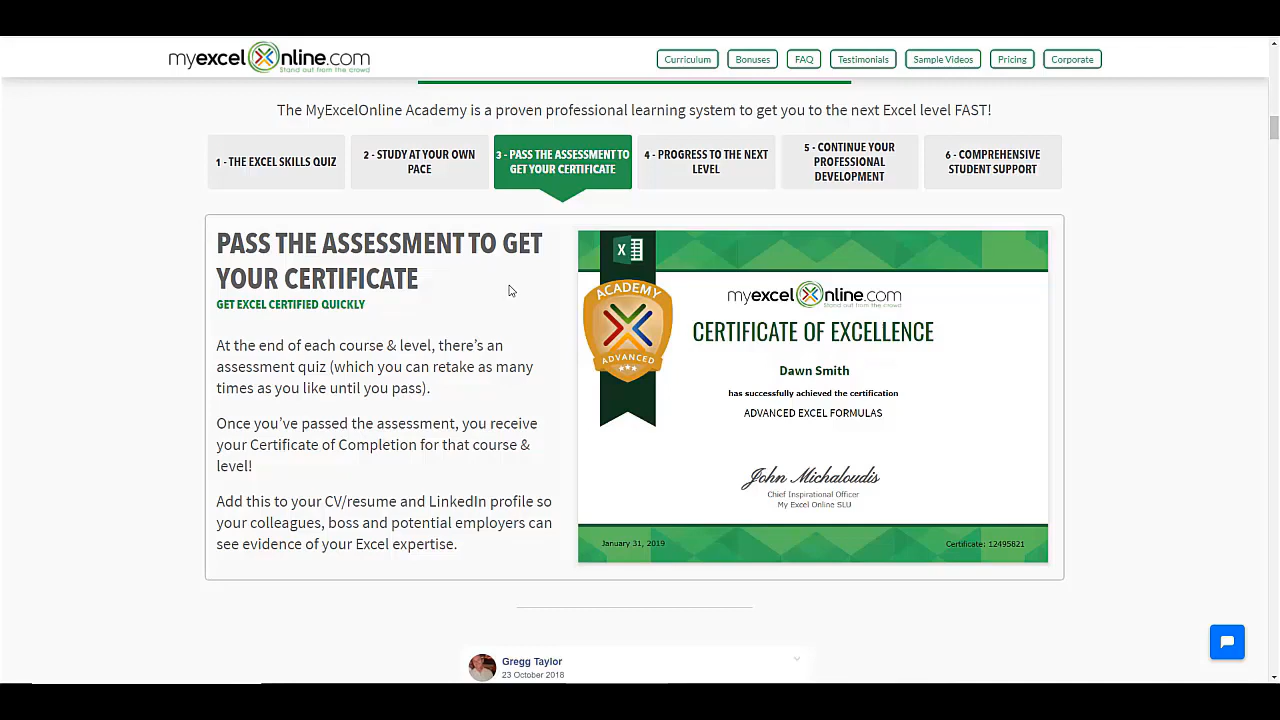 myexcelonline.com
Stand out from the crowd
Curriculum
Bonuses
FAQ
Testimonials
Sample Videos
Pricing
Corporate
The MyExcelOnline Academy is a proven professional learning system to get you to the next Excel level FAST!
1 - THE EXCEL SKILLS QUIZ
2 - STUDY AT YOUR OWN
PACE
3 - PASS THE ASSESSMENT TO
GET YOUR CERTIFICATE
4 - PROGRESS TO THE NEXT
LEVEL
5 - CONTINUE YOUR
PROFESSIONAL
DEVELOPMENT
6 - COMPREHENSIVE
STUDENT SUPPORT
PASS THE ASSESSMENT TO GET
YOUR CERTIFICATE
GET EXCEL CERTIFIED QUICKLY
At the end of each course & level, there's an
assessment quiz (which you can retake as many
times as you like until you pass).
Once you've passed the assessment, you receive
your Certificate of Completion for that course &
level!
Add this to your CV/resume and LinkedIn profile so
your colleagues, boss and potential employers can
see evidence of your Excel expertise.
X
ACADEMY
ADVANCED
myexcelonline.com
Stand out from the crowd
CERTIFICATE OF EXCELLENCE
Dawn Smith
has successfully achieved the certification
ADVANCED EXCEL FORMULAS
John Michaloudis
Chief Inspirational Officer
My Excel Online SLU
January 31, 2019
Certificate: 12495821
Gregg Taylor
23 October 2018